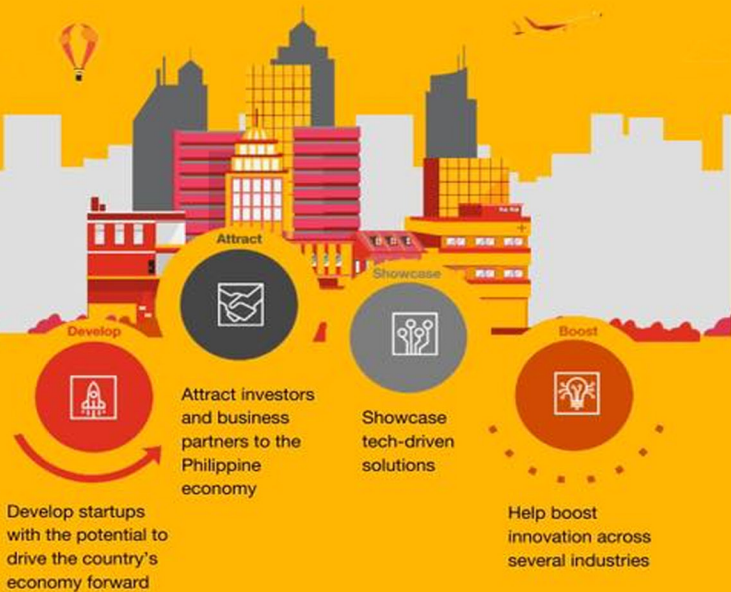 Attract
Showcase
Develop
Boost
Attract investors
and business
partners to the
Philippine
economy
Showcase
tech-driven
solutions
Develop startups
with the potential to
drive the country's
economy forward
Help boost
innovation across
several industries